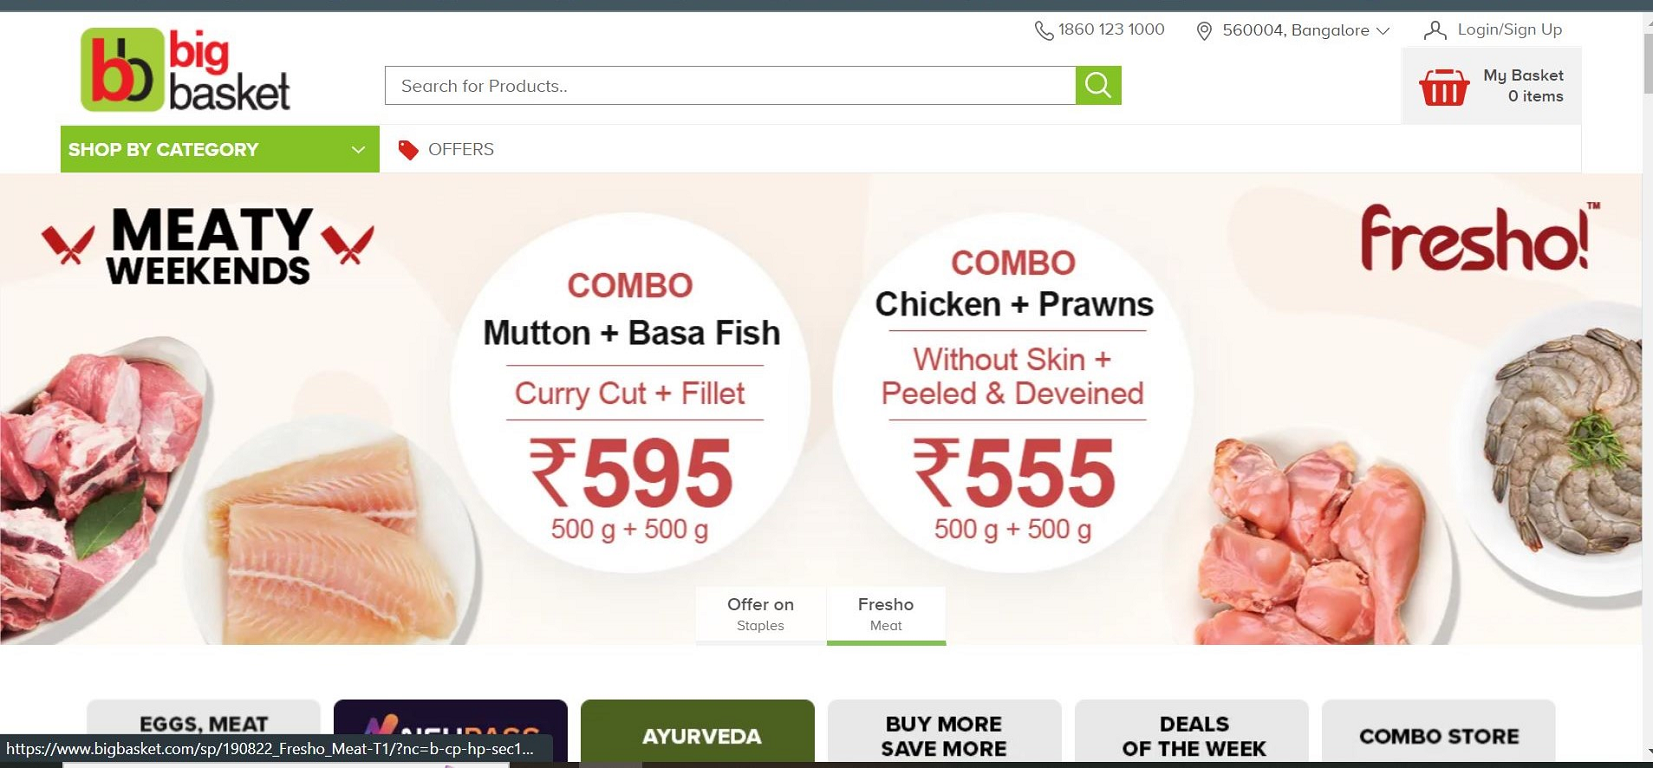 1860 123 1000
560004, Bangalore
Login/Sign Up
big
basket
Search for Products..
My Basket
0 items
SHOP BY CATEGORY
OFFERS
MEATY
WEEKENDS
COMBO
Mutton + Basa Fish
Curry Cut + Fillet
₹595
500 g + 500 g
COMBO
Chicken + Prawns
Without Skin +
Peeled & Deveined
₹555
500 g + 500 g
fresho!™
Offer on
Staples
Fresho
Meat
EGGS, MEAT
NEUPASS
AYURVEDA
BUY MORE
SAVE MORE
DEALS
OF THE WEEK
COMBO STORE
https://www.bigbasket.com/sp/190822_Fresho_Meat-T1/?nc=b-cp-hp-sec1...